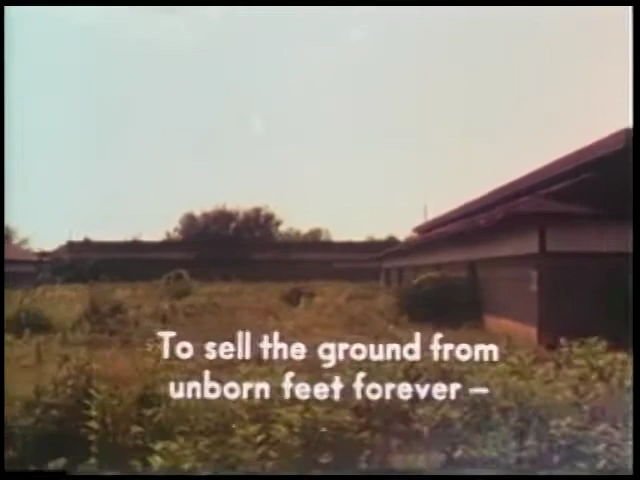 To sell the ground from
unborn feet forever –